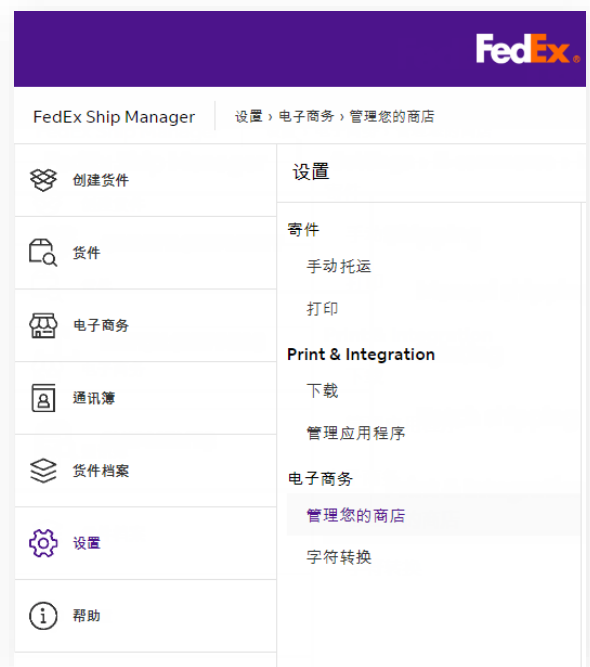 FedEx®
FedEx Ship Manager
设置 › 电子商务 › 管理您的商店
创建货件
货件
电子商务
通讯簿
货件档案
设置
帮助
设置
寄件
手动托运
打印
Print & Integration
下载
管理应用程序
电子商务
管理您的商店
字符转换